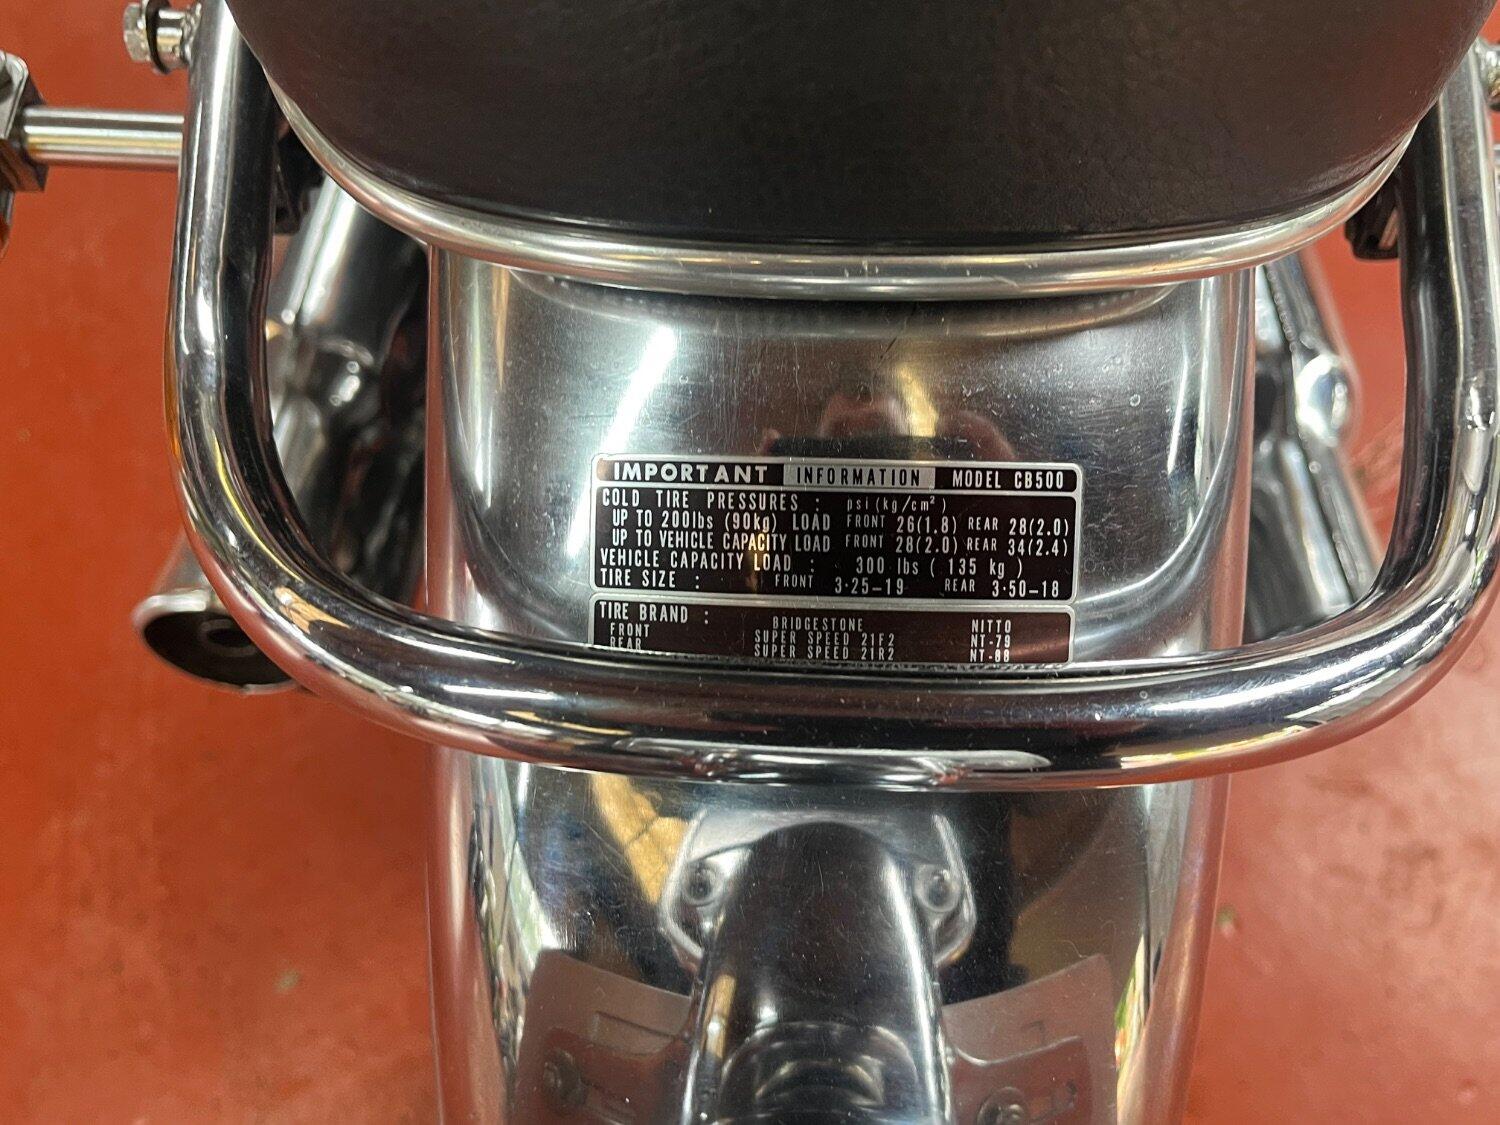 IMPORTANT INFORMATION MODEL CB500
COLD TIRE PRESSURES : psi (kg/cm²)
UP TO 200lbs (90kg) LOAD FRONT 26(1.8) REAR 28(2.0)
UP TO VEHICLE CAPACITY LOAD FRONT 28(2.0) REAR 34(2.4)
VEHICLE CAPACITY LOAD : 300 lbs ( 135 kg )
TIRE SIZE : FRONT 3·25–19 REAR 3·50–18
TIRE BRAND : BRIDGESTONE NITTO
FRONT SUPER SPEED 21F2 NT-79
REAR SUPER SPEED 21R2 NT-88